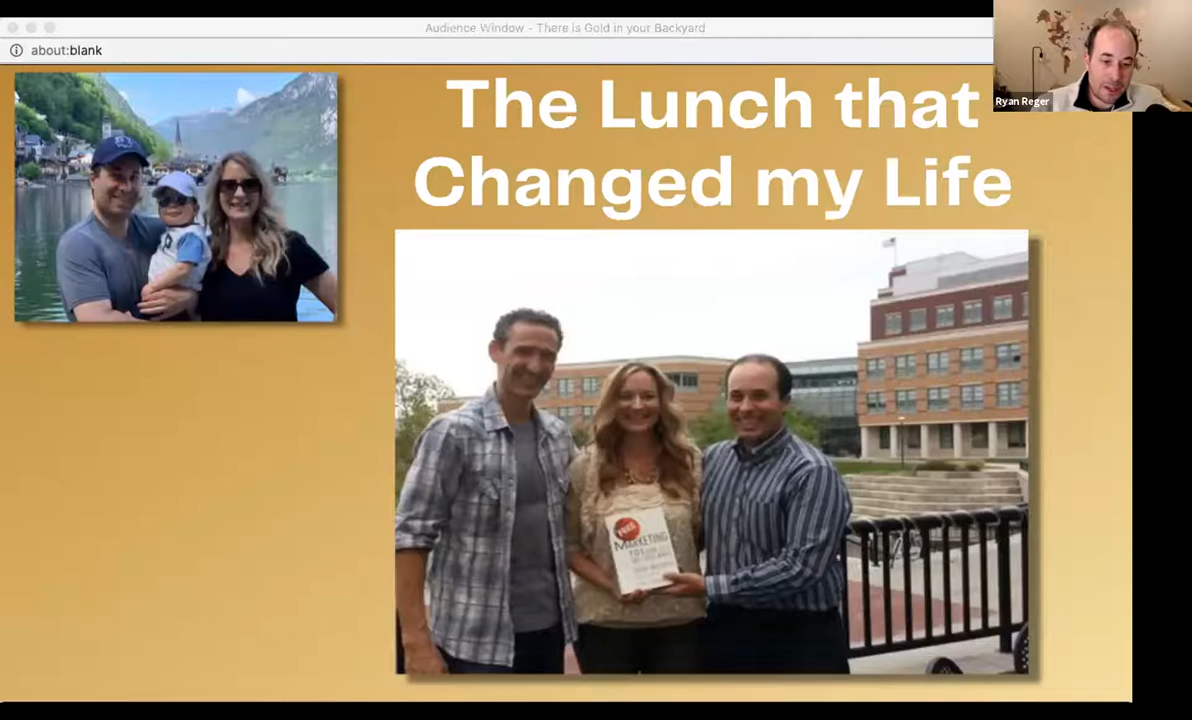 Audience Window - There is Gold in your Backyard
about:blank
Ryan Reger
The Lunch that
Changed my Life
FREE
MARKETING